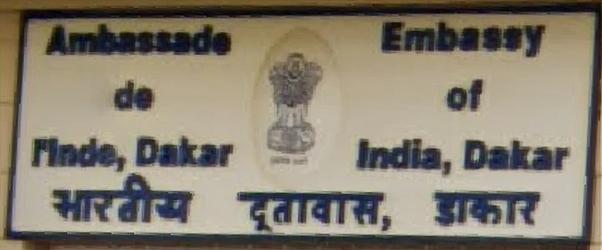 Ambassade
de
l'Inde, Dakar
Embassy
of
India, Dakar
भारतीय दूतावास, डाकार